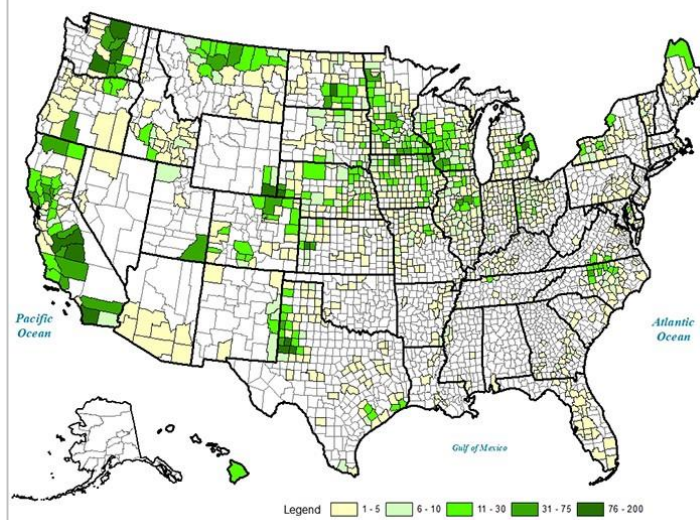 Pacific
Ocean
Atlantic
Ocean
Gulf of Mexico
Legend 1 - 5 6 - 10 11 - 30 31 - 75 76 - 200